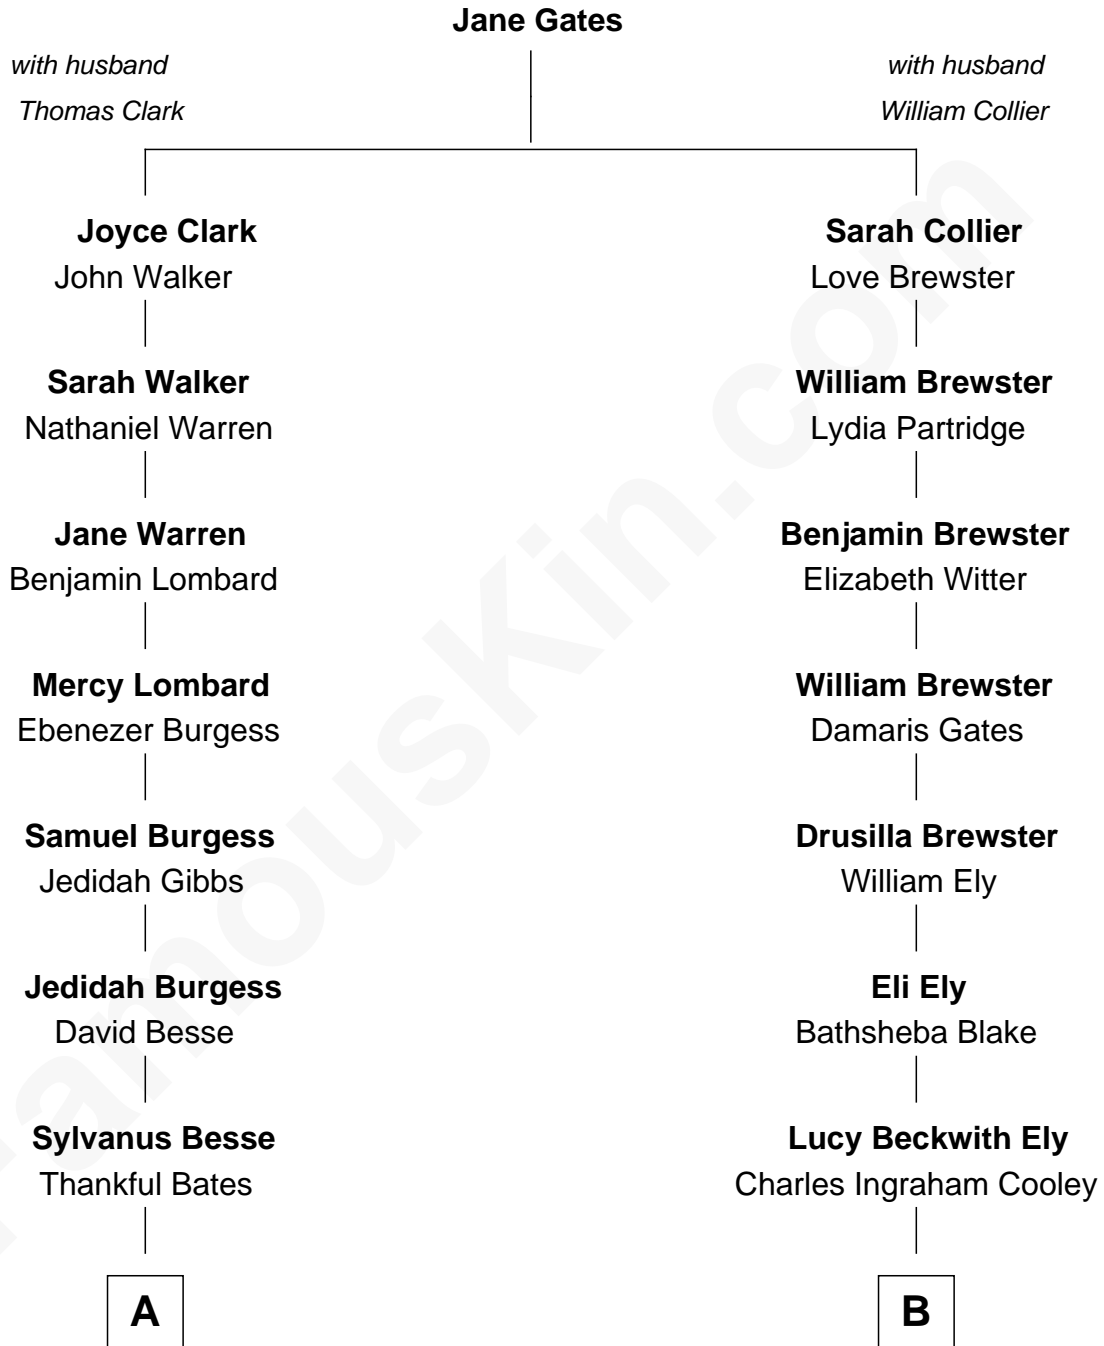 Jane Gates
with husband
Thomas Clark
with husband
William Collier
Joyce Clark
John Walker
Sarah Walker
Nathaniel Warren
Jane Warren
Benjamin Lombard
Mercy Lombard
Ebenezer Burgess
Samuel Burgess
Jedidah Gibbs
Jedidah Burgess
David Besse
Sylvanus Besse
Thankful Bates
A
Sarah Collier
Love Brewster
William Brewster
Lydia Partridge
Benjamin Brewster
Elizabeth Witter
William Brewster
Damaris Gates
Drusilla Brewster
William Ely
Eli Ely
Bathsheba Blake
Lucy Beckwith Ely
Charles Ingraham Cooley
B
FamousKin.com